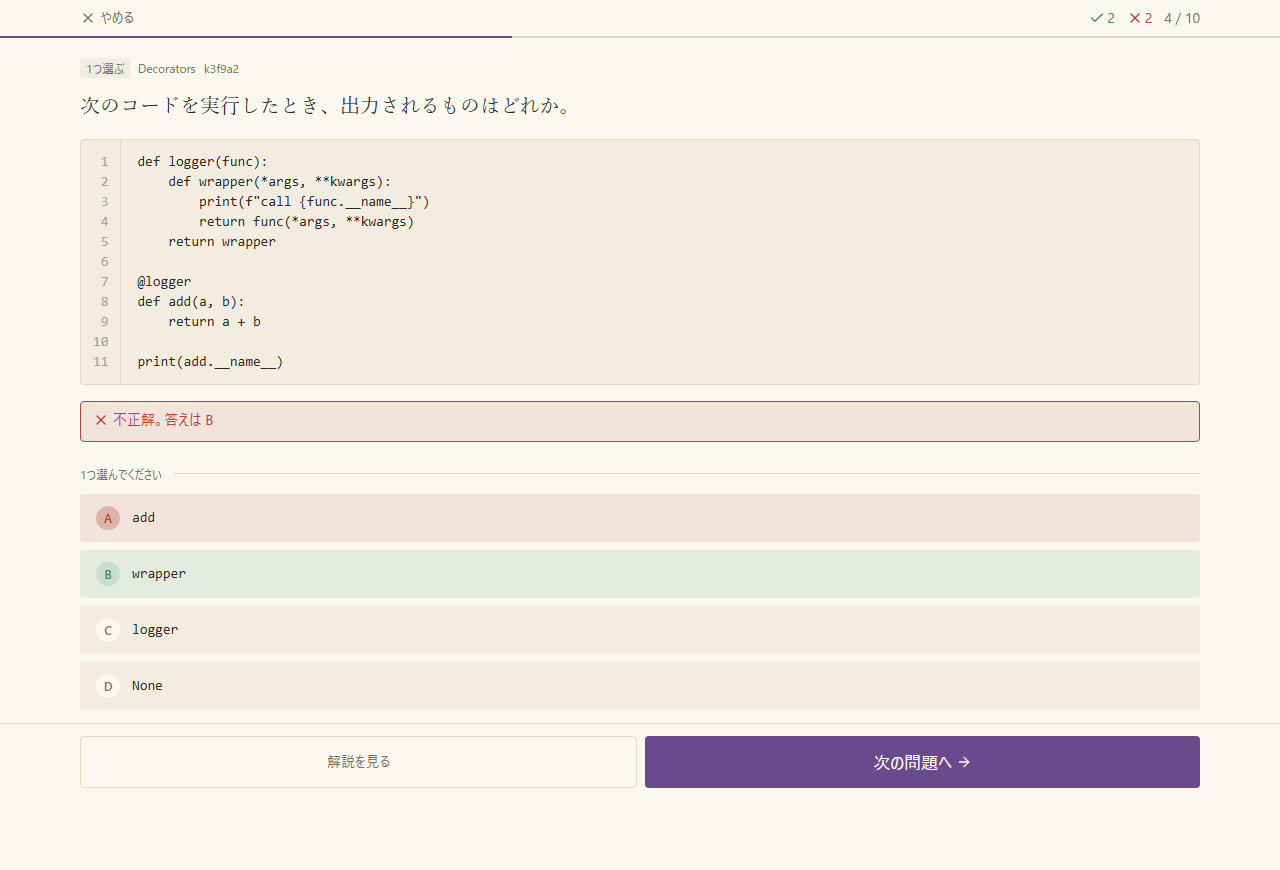 やめる
2 2 4 / 10
1つ選ぶ Decorators k3f9a2
次のコードを実行したとき、出力されるものはどれか。
1 def logger(func):
2     def wrapper(*args, **kwargs):
3         print(f"call {func.__name__}")
4         return func(*args, **kwargs)
5     return wrapper
6
7 @logger
8 def add(a, b):
9     return a + b
10
11 print(add.__name__)
不正解。答えは B
1つ選んでください
A add
B wrapper
C logger
D None
解説を見る
次の問題へ →